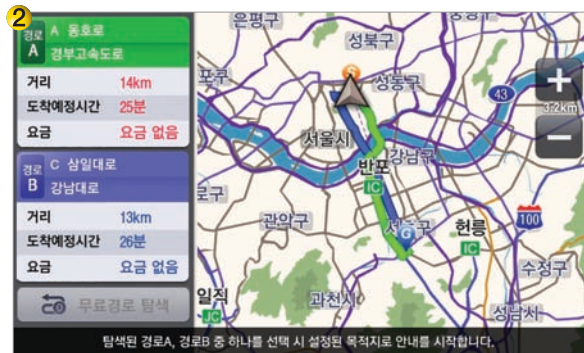 2
경로 A
A 동호로
경부고속도로
거리 14km
도착예정시간 25분
요금 요금 없음
경로 B
C 삼일대로
강남대로
거리 13km
도착예정시간 26분
요금 요금 없음
무료경로 탐색
은평구
성북구
성동구
서울시
강남구
반포
IC
관악구
헌릉
IC
수정구
과천시
성남시
일직
JC
43
100
S
G
+
3.2km
−
탐색된 경로A, 경로B 중 하나를 선택 시 설정된 목적지로 안내를 시작합니다.